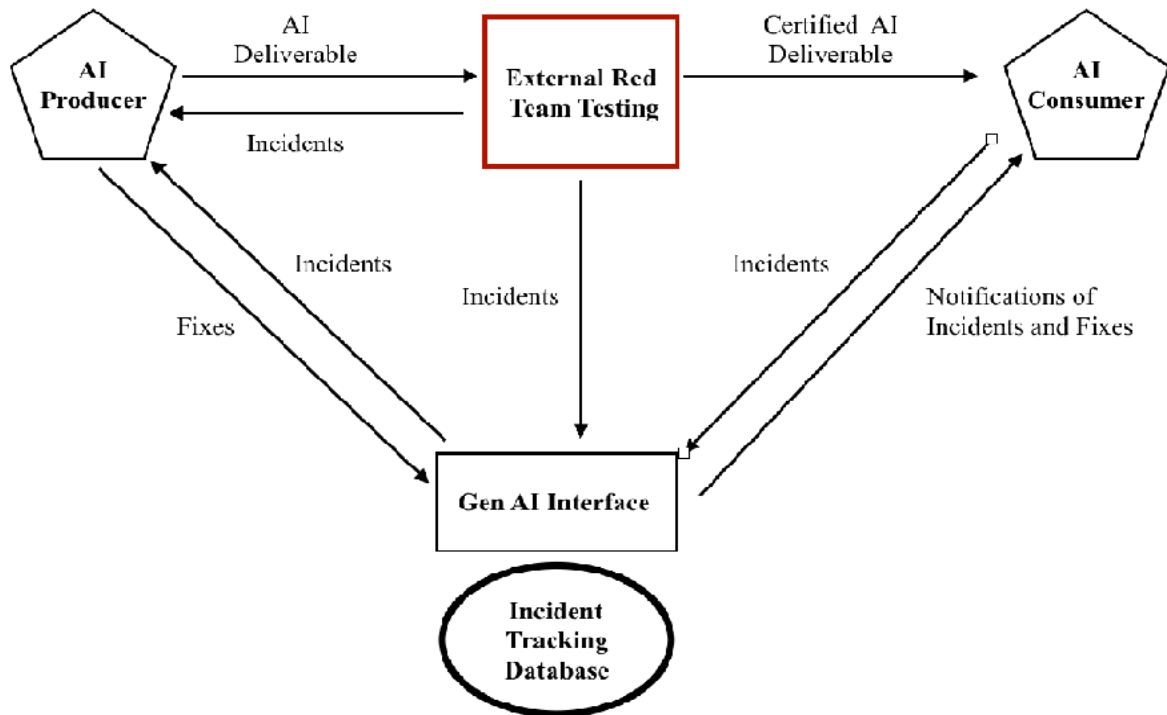 AI
Deliverable
Certified AI
Deliverable
AI
Producer
External Red
Team Testing
AI
Consumer
Incidents
Incidents
Incidents
Incidents
Fixes
Notifications of
Incidents and Fixes
Gen AI Interface
Incident
Tracking
Database